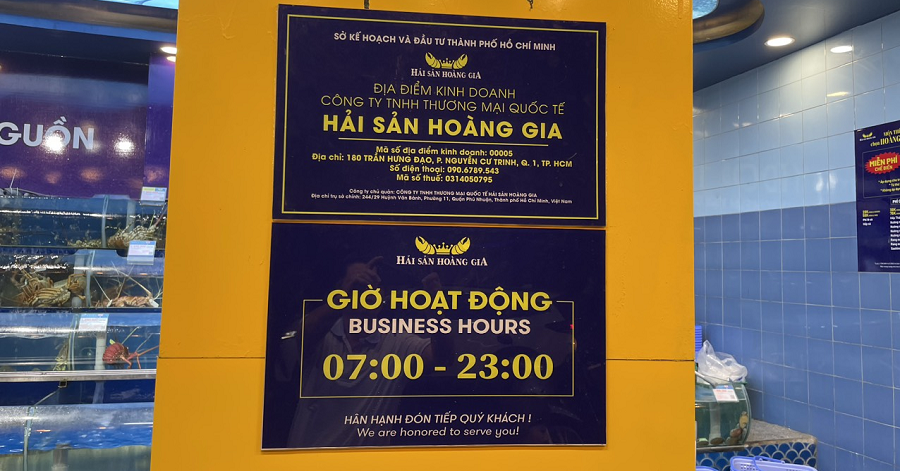 GUỒN
SỞ KẾ HOẠCH VÀ ĐẦU TƯ THÀNH PHỐ HỒ CHÍ MINH
HẢI SẢN HOÀNG GIA
ĐỊA ĐIỂM KINH DOANH
CÔNG TY TNHH THƯƠNG MẠI QUỐC TẾ
HẢI SẢN HOÀNG GIA
Mã số địa điểm kinh doanh: 00005
Địa chỉ: 180 TRẦN HƯNG ĐẠO, P. NGUYỄN CƯ TRINH, Q. 1, TP. HCM
Số điện thoại: 090.6789.543
Mã số thuế: 0314050795
Công ty chủ quản: CÔNG TY TNHH THƯƠNG MẠI QUỐC TẾ HẢI SẢN HOÀNG GIA
Địa chỉ trụ sở chính: 244/29 Huỳnh Văn Bánh, Phường 11, Quận Phú Nhuận, Thành phố Hồ Chí Minh, Việt Nam
HẢI SẢN HOÀNG GIA
GIỜ HOẠT ĐỘNG
BUSINESS HOURS
07:00 - 23:00
HÂN HẠNH ĐÓN TIẾP QUÝ KHÁCH !
We are honored to serve you!
MIỄN PHÍ
CHẾ BIẾN